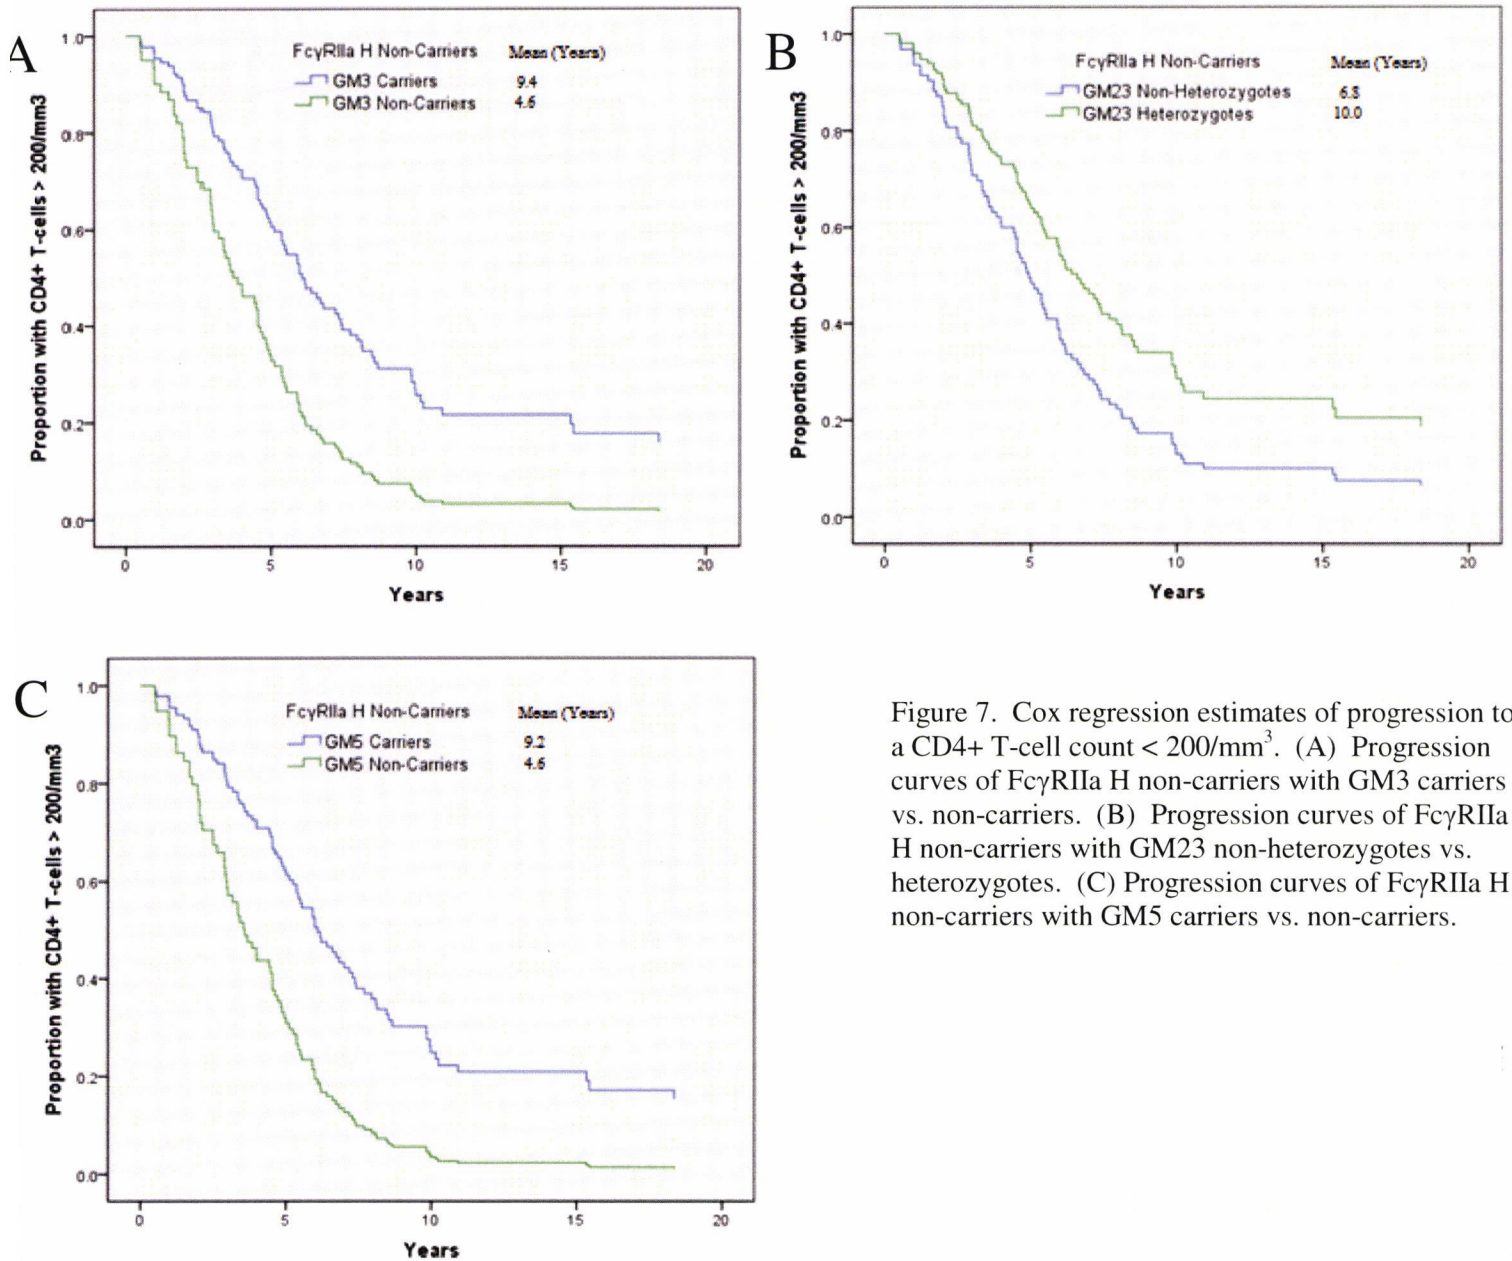 A
FcγRIIa H Non-Carriers Mean (Years)
GM3 Carriers 9.4
GM3 Non-Carriers 4.6
Proportion with CD4+ T-cells > 200/mm3
1.0
0.8
0.6
0.4
0.2
0.0
0 5 10 15 20
Years
B
FcγRIIa H Non-Carriers Mean (Years)
GM23 Non-Heterozygotes 6.8
GM23 Heterozygotes 10.0
Proportion with CD4+ T-cells > 200/mm3
1.0
0.8
0.6
0.4
0.2
0.0
0 5 10 15 20
Years
C
FcγRIIa H Non-Carriers Mean (Years)
GM5 Carriers 9.2
GM5 Non-Carriers 4.6
Proportion with CD4+ T-cells > 200/mm3
1.0
0.8
0.6
0.4
0.2
0.0
0 5 10 15 20
Years
Figure 7. Cox regression estimates of progression to
a CD4+ T-cell count < 200/mm³. (A) Progression
curves of FcγRIIa H non-carriers with GM3 carriers
vs. non-carriers. (B) Progression curves of FcγRIIa
H non-carriers with GM23 non-heterozygotes vs.
heterozygotes. (C) Progression curves of FcγRIIa H
non-carriers with GM5 carriers vs. non-carriers.